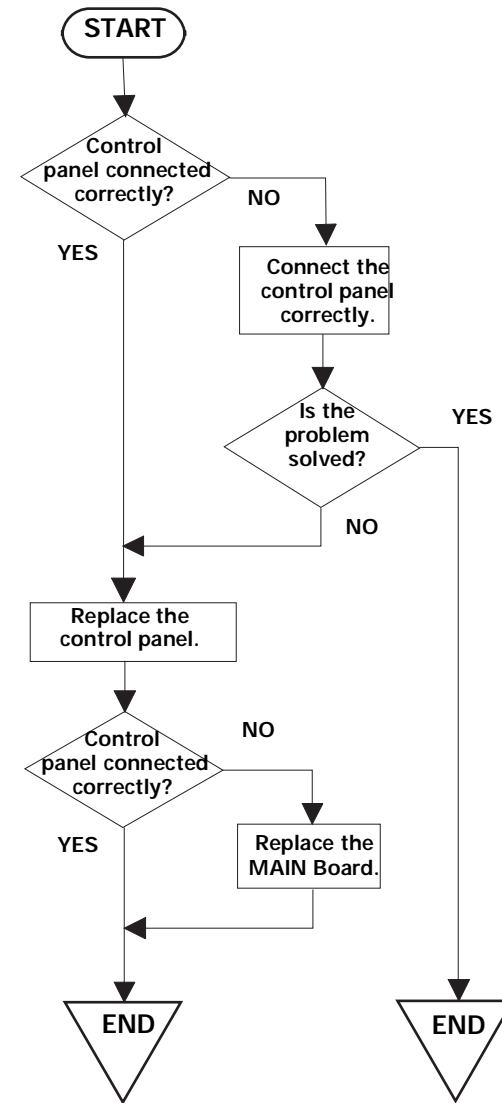 START
Control
panel connected
correctly?
NO
YES
Connect the
control panel
correctly.
Is the
problem
solved?
YES
NO
Replace the
control panel.
Control
panel connected
correctly?
NO
YES
Replace the
MAIN Board.
END
END